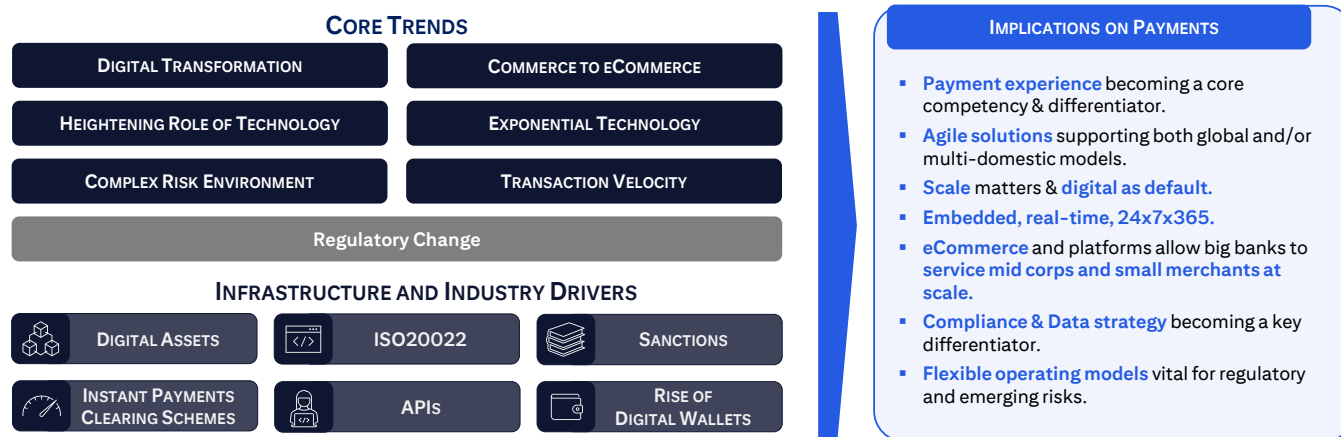 CORE TRENDS
DIGITAL TRANSFORMATION
COMMERCE TO ECOMMERCE
HEIGHTENING ROLE OF TECHNOLOGY
EXPONENTIAL TECHNOLOGY
COMPLEX RISK ENVIRONMENT
TRANSACTION VELOCITY
Regulatory Change
INFRASTRUCTURE AND INDUSTRY DRIVERS
DIGITAL ASSETS
ISO20022
SANCTIONS
INSTANT PAYMENTS
CLEARING SCHEMES
APIS
RISE OF
DIGITAL WALLETS
IMPLICATIONS ON PAYMENTS
▪ Payment experience becoming a core
competency & differentiator.
▪ Agile solutions supporting both global and/or
multi-domestic models.
▪ Scale matters & digital as default.
▪ Embedded, real-time, 24x7x365.
▪ eCommerce and platforms allow big banks to
service mid corps and small merchants at
scale.
▪ Compliance & Data strategy becoming a key
differentiator.
▪ Flexible operating models vital for regulatory
and emerging risks.